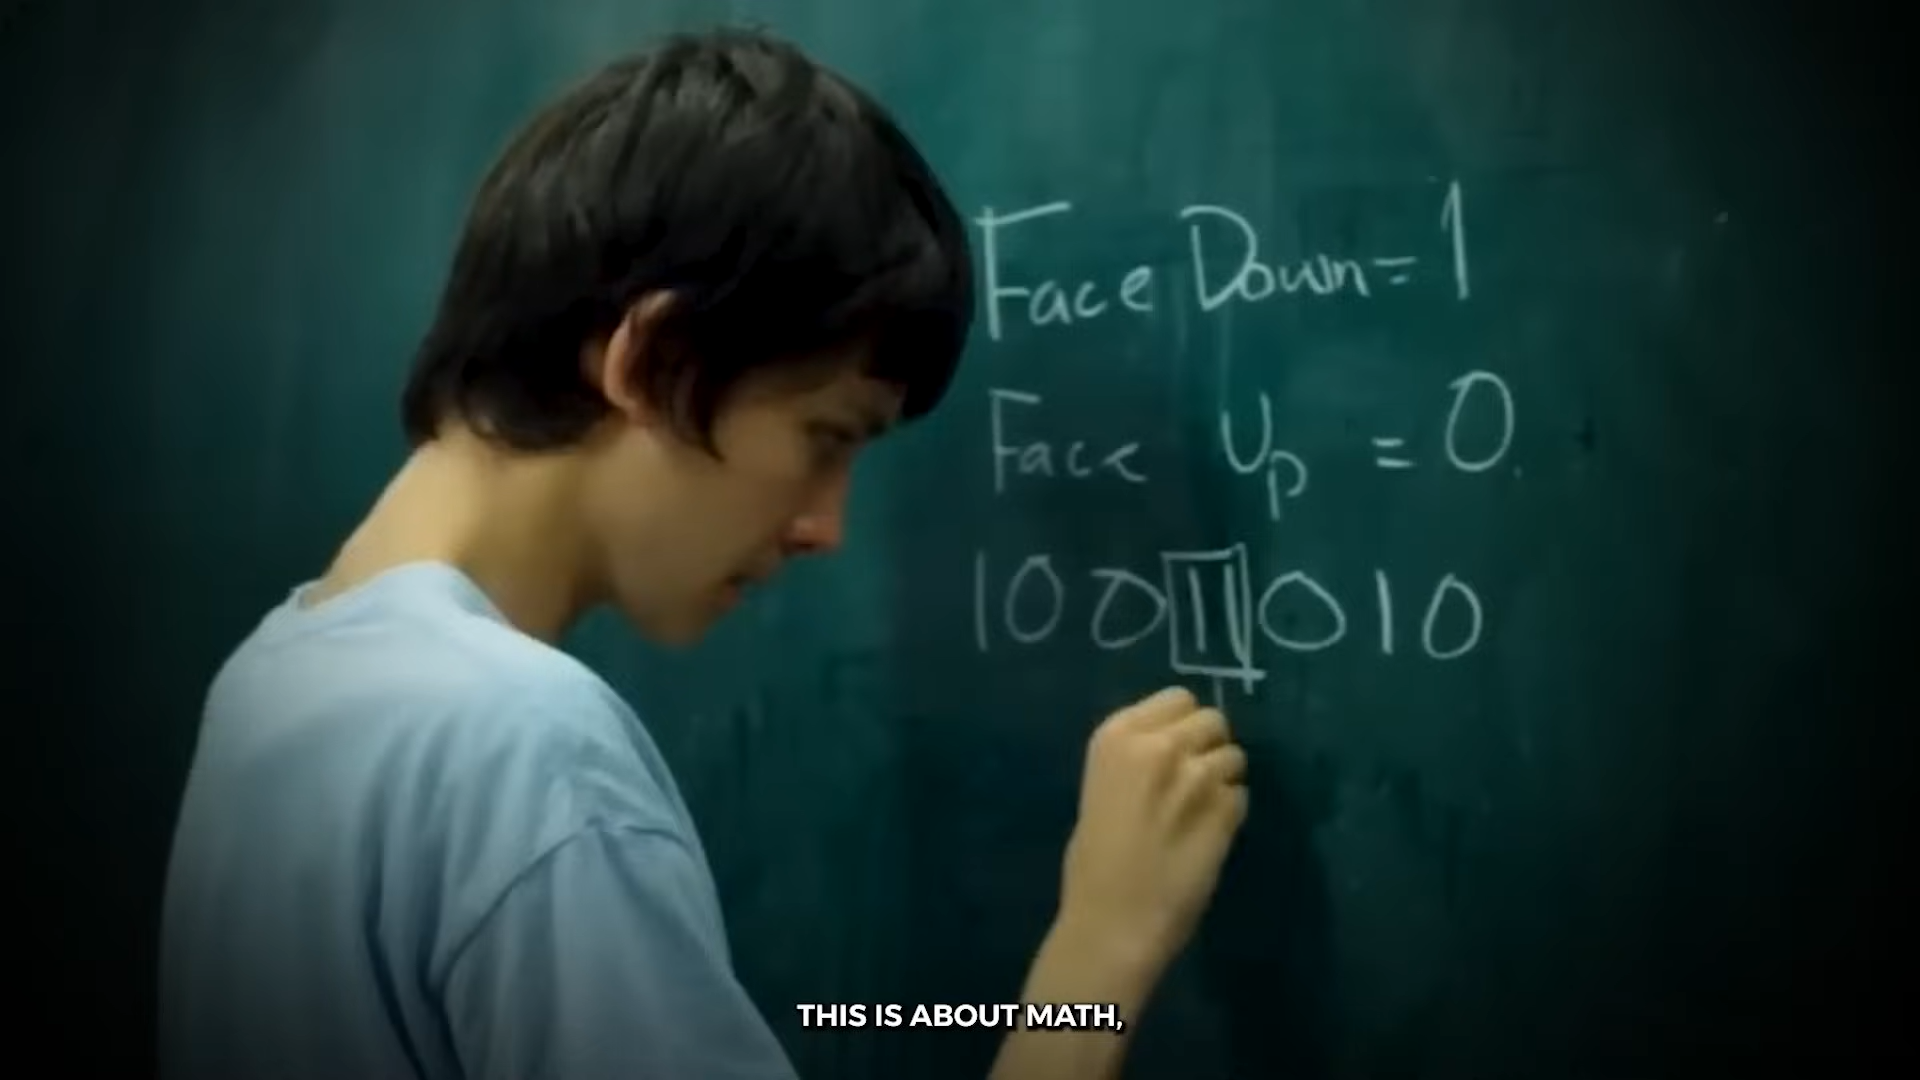 Face Down = 1
Face Up = 0
10011010
THIS IS ABOUT MATH,